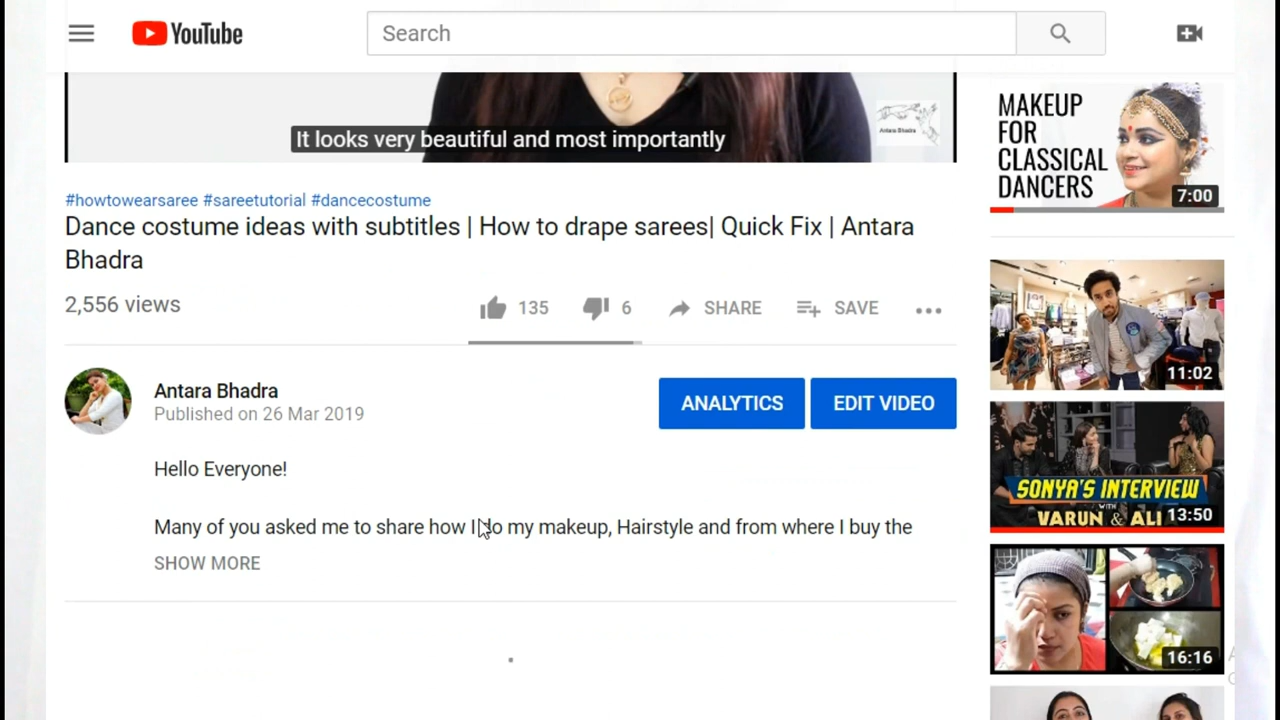 YouTube
Search
It looks very beautiful and most importantly
Antara Bhadra
#howtowearsaree #sareetutorial #dancecostume
Dance costume ideas with subtitles | How to drape sarees| Quick Fix | Antara
Bhadra
2,556 views
135
6
SHARE
SAVE
Antara Bhadra
Published on 26 Mar 2019
ANALYTICS
EDIT VIDEO
Hello Everyone!
Many of you asked me to share how I do my makeup, Hairstyle and from where I buy the
SHOW MORE
MAKEUP
FOR
CLASSICAL
DANCERS
7:00
11:02
SONYA'S INTERVIEW
WITH
VARUN & ALI
13:50
16:16